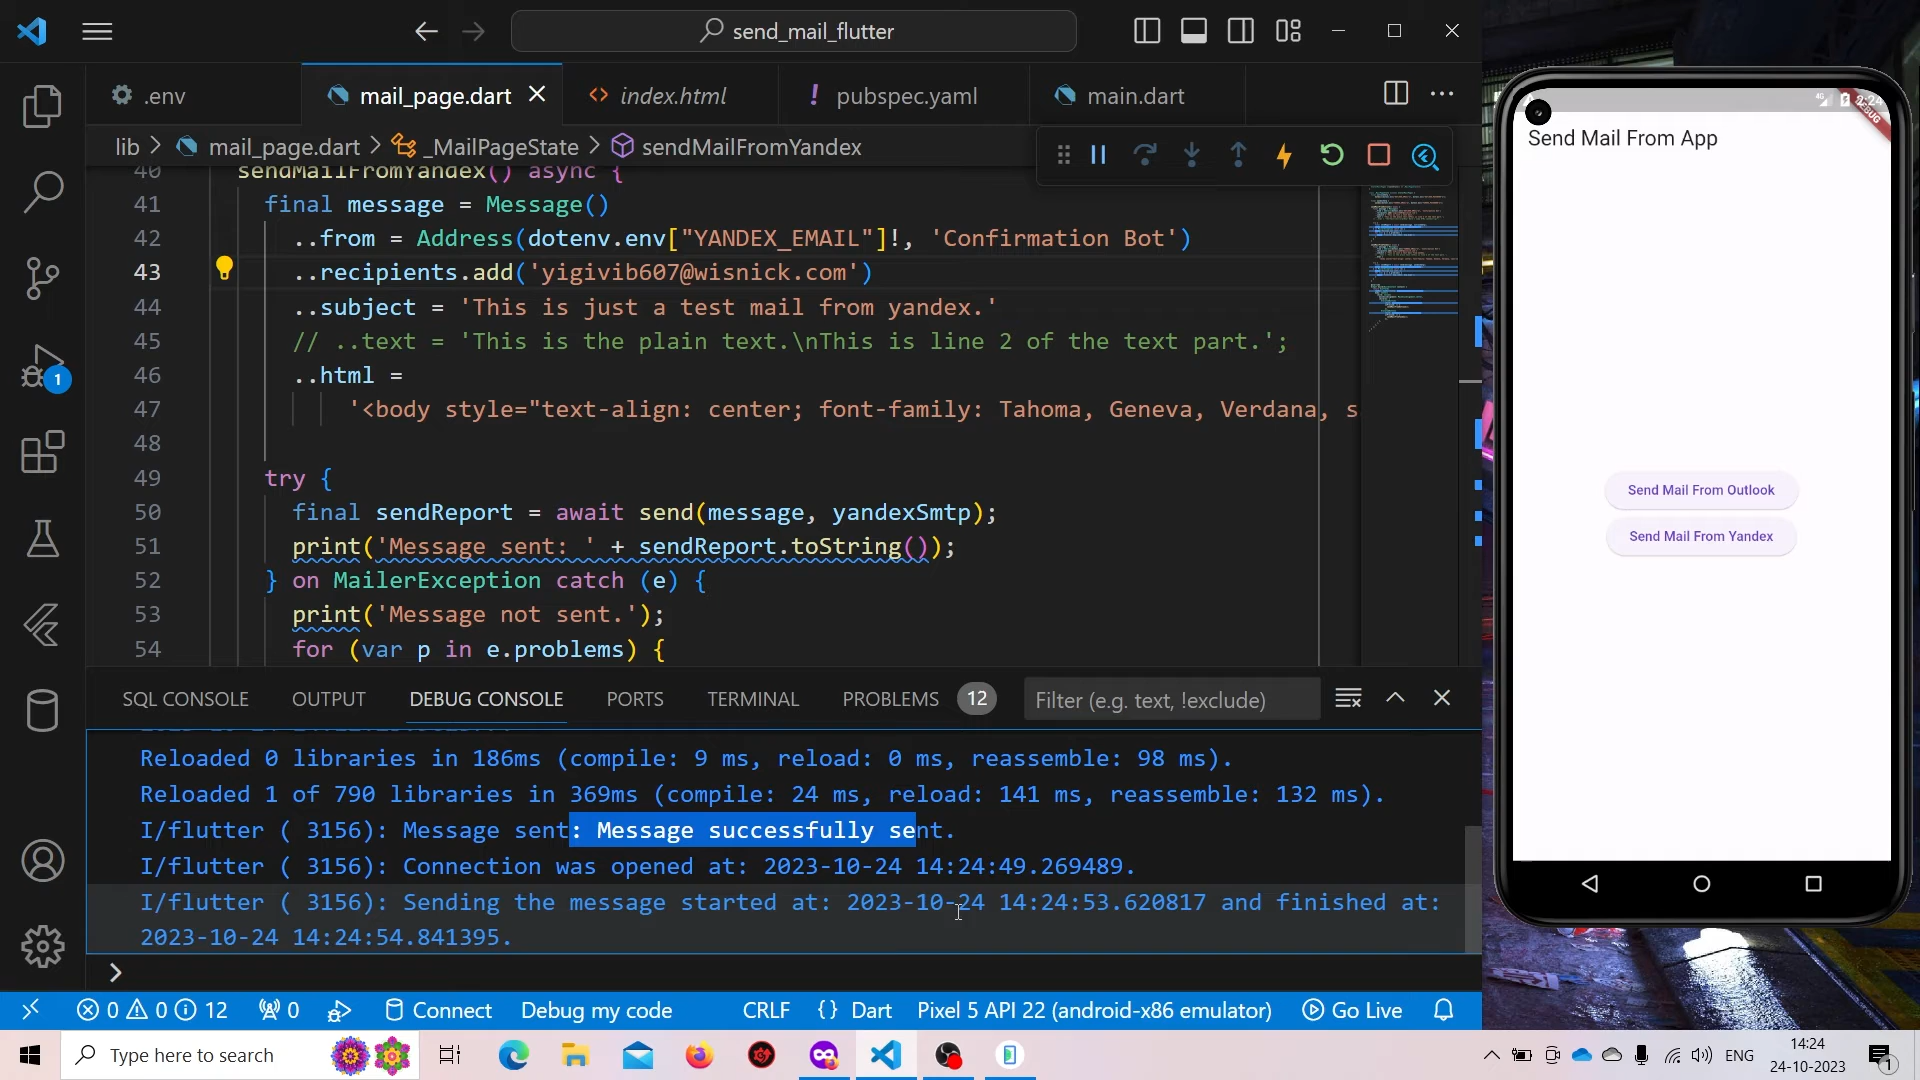 send_mail_flutter
.env
mail_page.dart
index.html
pubspec.yaml
main.dart
lib > mail_page.dart > _MailPageState > sendMailFromYandex
40 sendMailFromYandex() async {
41 final message = Message()
42 ..from = Address(dotenv.env["YANDEX_EMAIL"]!, 'Confirmation Bot')
43 ..recipients.add('yigivib607@wisnick.com')
44 ..subject = 'This is just a test mail from yandex.'
45 // ..text = 'This is the plain text.\nThis is line 2 of the text part.';
46 ..html =
47 '<body style="text-align: center; font-family: Tahoma, Geneva, Verdana, s
48
49 try {
50 final sendReport = await send(message, yandexSmtp);
51 print('Message sent: ' + sendReport.toString());
52 } on MailerException catch (e) {
53 print('Message not sent.');
54 for (var p in e.problems) {
SQL CONSOLE OUTPUT DEBUG CONSOLE PORTS TERMINAL PROBLEMS 12 Filter (e.g. text, !exclude)
Reloaded 0 libraries in 186ms (compile: 9 ms, reload: 0 ms, reassemble: 98 ms).
Reloaded 1 of 790 libraries in 369ms (compile: 24 ms, reload: 141 ms, reassemble: 132 ms).
I/flutter ( 3156): Message sent: Message successfully sent.
I/flutter ( 3156): Connection was opened at: 2023-10-24 14:24:49.269489.
I/flutter ( 3156): Sending the message started at: 2023-10-24 14:24:53.620817 and finished at:
2023-10-24 14:24:54.841395.
1
0 0 12 0 Connect Debug my code CRLF {} Dart Pixel 5 API 22 (android-x86 emulator) Go Live
Type here to search
ENG
14:24
24-10-2023
1
4G
2:24
DEBUG
Send Mail From App
Send Mail From Outlook
Send Mail From Yandex